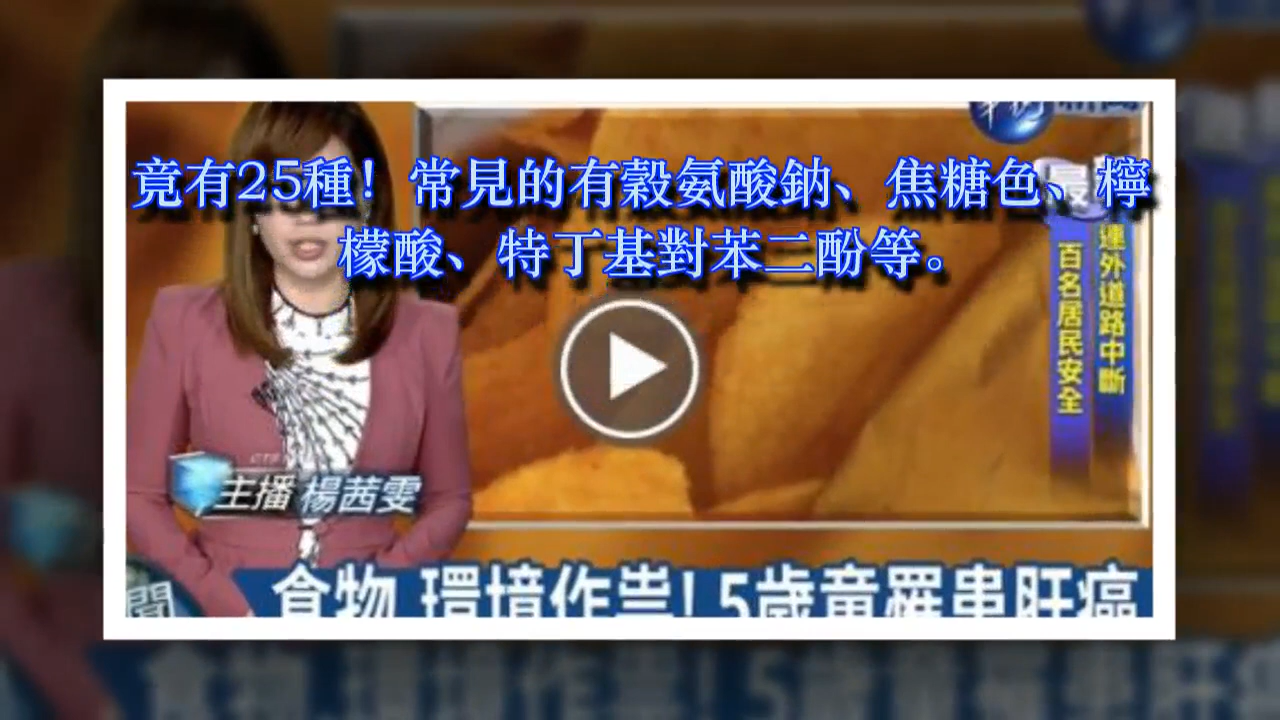 竟有25種！常見的有穀氨酸鈉、焦糖色、檸
檬酸、特丁基對苯二酚等。
連外道路中斷
百名居民安全
主播 楊茜雯
食物 環境作祟！5歲童罹患肝癌